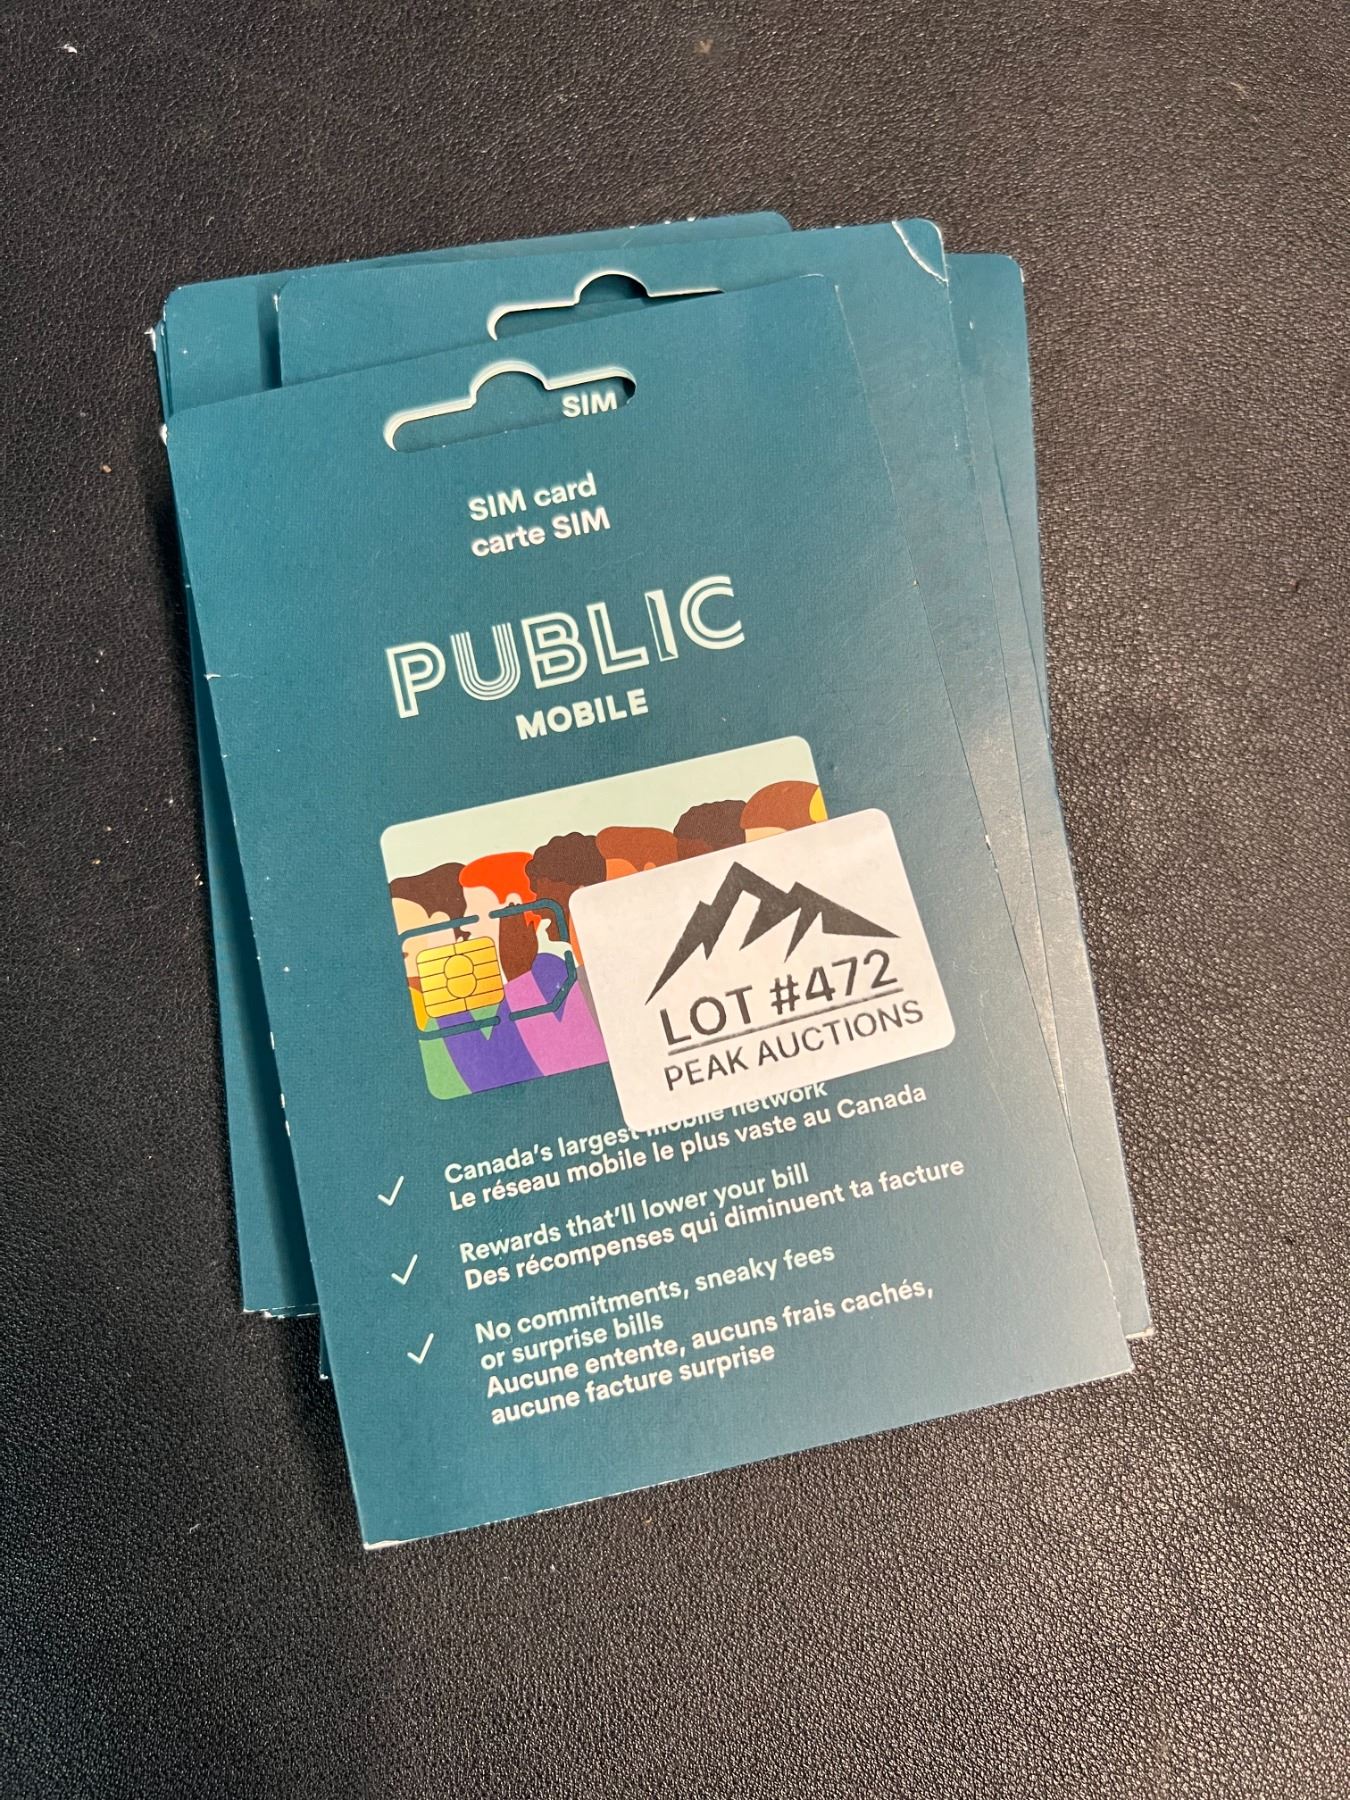 SIM
SIM card
carte SIM
PUBLIC
MOBILE
LOT #472
PEAK AUCTIONS
Canada's largest mobile network
Le réseau mobile le plus vaste au Canada
Rewards that'll lower your bill
Des récompenses qui diminuent ta facture
No commitments, sneaky fees
or surprise bills
Aucune entente, aucuns frais cachés,
aucune facture surprise